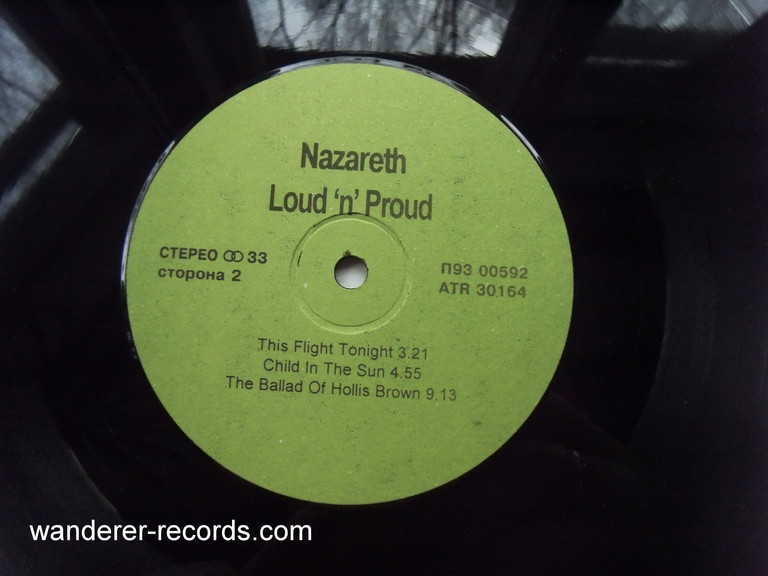 Nazareth
Loud 'n' Proud
СТЕРЕО ꝏ 33
сторона 2
П93 00592
ATR 30164
This Flight Tonight 3.21
Child In The Sun 4.55
The Ballad Of Hollis Brown 9.13
wanderer-records.com